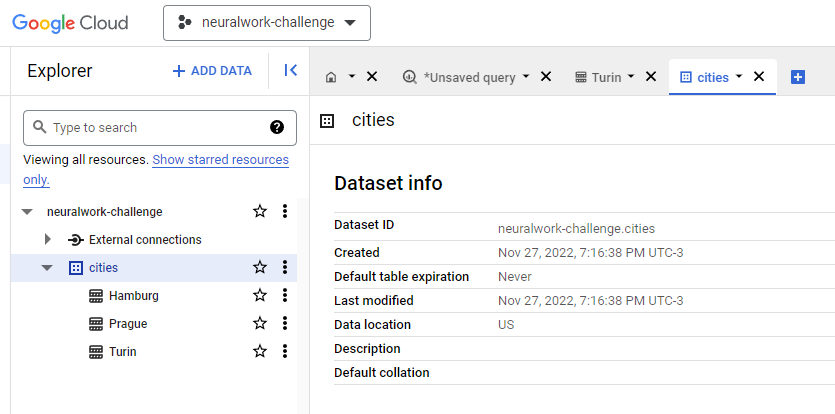 Google Cloud
neuralwork-challenge
Explorer
+ ADD DATA
*Unsaved query
Turin
cities
Type to search
Viewing all resources. Show starred resources
only.
neuralwork-challenge
External connections
cities
Hamburg
Prague
Turin
cities
Dataset info
Dataset ID neuralwork-challenge.cities
Created Nov 27, 2022, 7:16:38 PM UTC-3
Default table expiration Never
Last modified Nov 27, 2022, 7:16:38 PM UTC-3
Data location US
Description
Default collation